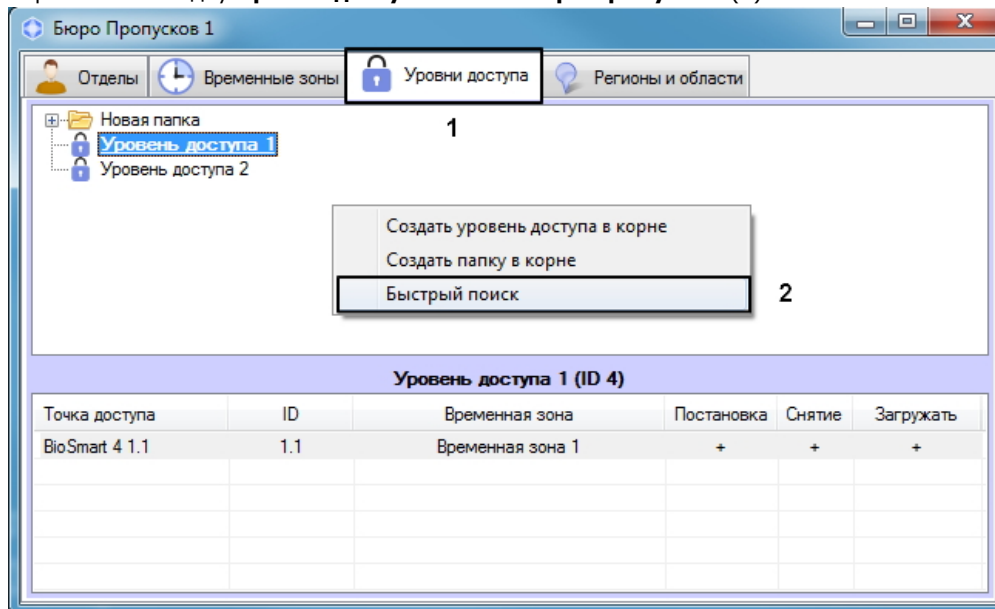 Бюро Пропусков 1
Отделы Временные зоны Уровни доступа Регионы и области
1
Новая папка
Уровень доступа 1
Уровень доступа 2
Создать уровень доступа в корне
Создать папку в корне
Быстрый поиск
2
Уровень доступа 1 (ID 4)
Точка доступа ID Временная зона Постановка Снятие Загружать
BioSmart 4 1.1 1.1 Временная зона 1 + + +